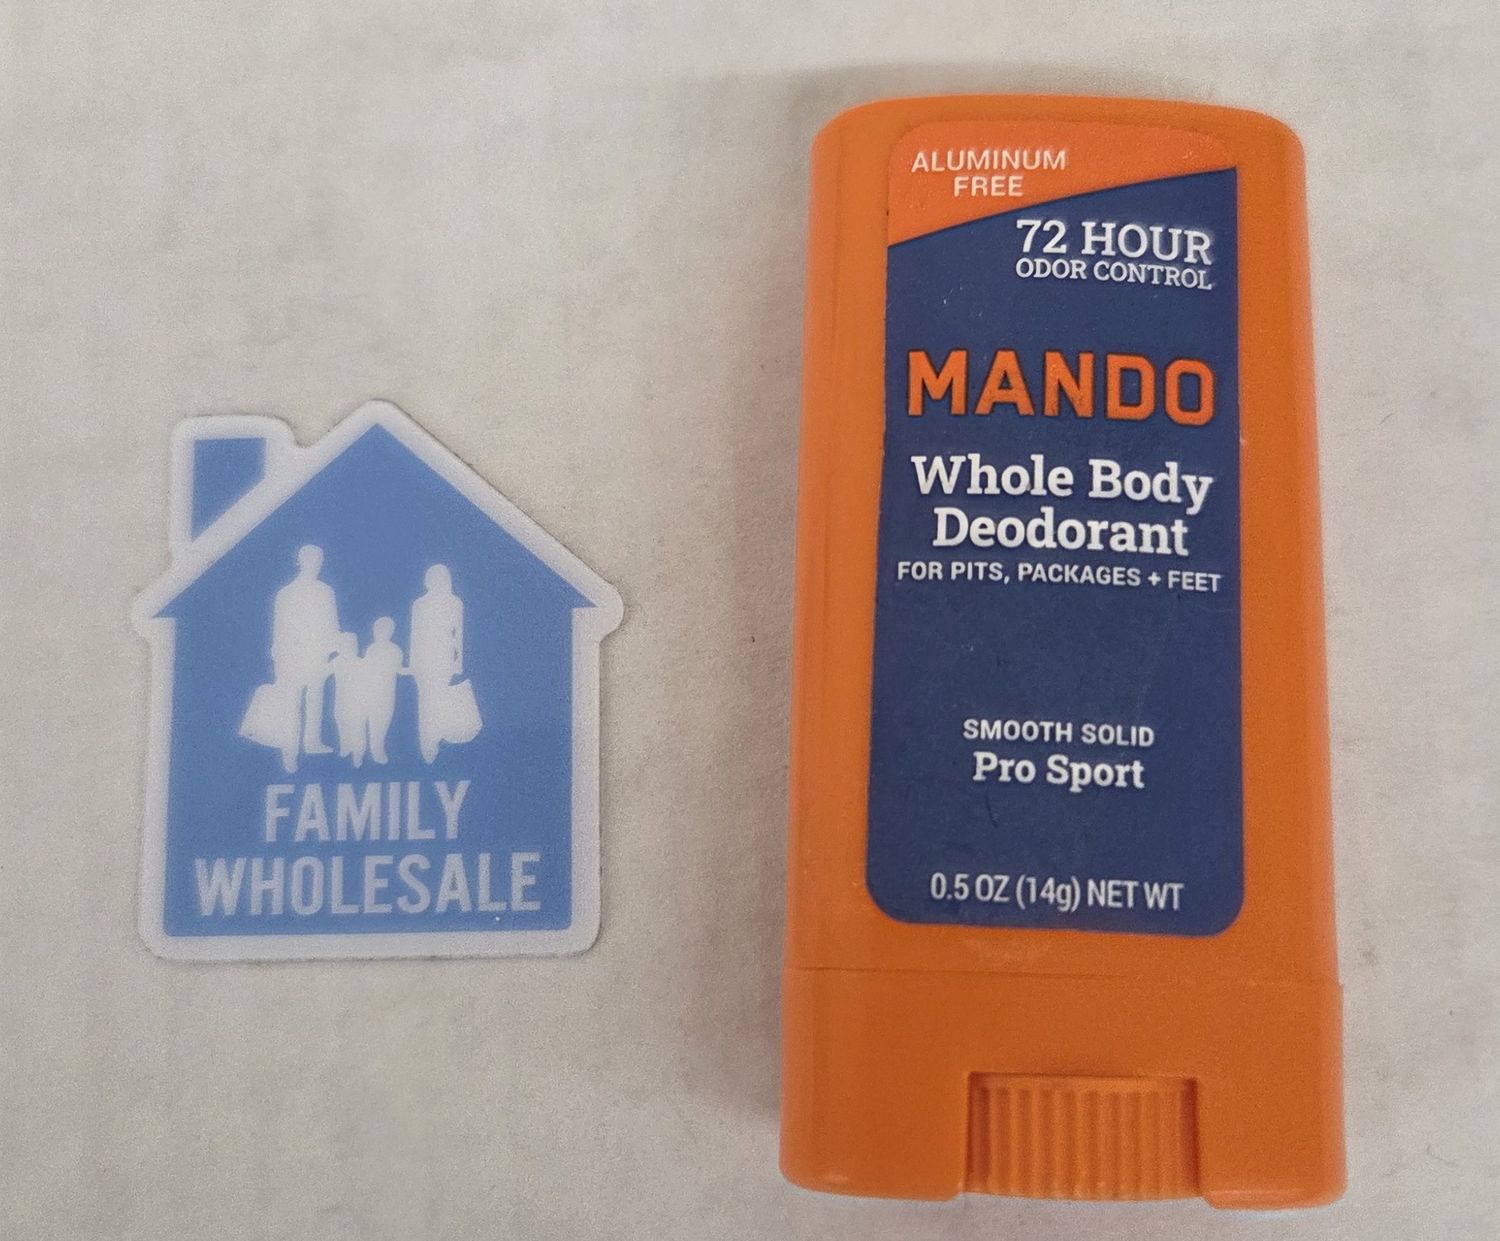 FAMILY
WHOLESALE
ALUMINUM
FREE
72 HOUR
ODOR CONTROL
MANDO
Whole Body
Deodorant
FOR PITS, PACKAGES + FEET
SMOOTH SOLID
Pro Sport
0.5 OZ (14g) NET WT